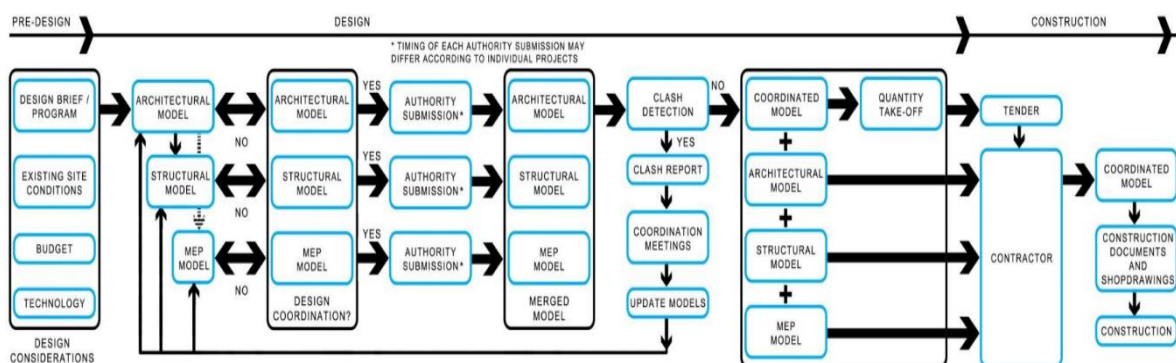 PRE-DESIGN
DESIGN
CONSTRUCTION
* TIMING OF EACH AUTHORITY SUBMISSION MAY
DIFFER ACCORDING TO INDIVIDUAL PROJECTS
DESIGN BRIEF /
PROGRAM
EXISTING SITE
CONDITIONS
BUDGET
TECHNOLOGY
DESIGN
CONSIDERATIONS
ARCHITECTURAL
MODEL
STRUCTURAL
MODEL
MEP
MODEL
NO
NO
NO
ARCHITECTURAL
MODEL
STRUCTURAL
MODEL
MEP
MODEL
DESIGN
COORDINATION?
YES
YES
YES
AUTHORITY
SUBMISSION*
AUTHORITY
SUBMISSION*
AUTHORITY
SUBMISSION*
ARCHITECTURAL
MODEL
STRUCTURAL
MODEL
MEP
MODEL
MERGED
MODEL
CLASH
DETECTION
NO
YES
CLASH REPORT
COORDINATION
MEETINGS
UPDATE MODELS
COORDINATED
MODEL
+
ARCHITECTURAL
MODEL
+
STRUCTURAL
MODEL
+
MEP
MODEL
QUANTITY
TAKE-OFF
TENDER
CONTRACTOR
COORDINATED
MODEL
CONSTRUCTION
DOCUMENTS
AND
SHOPDRAWINGS
CONSTRUCTION